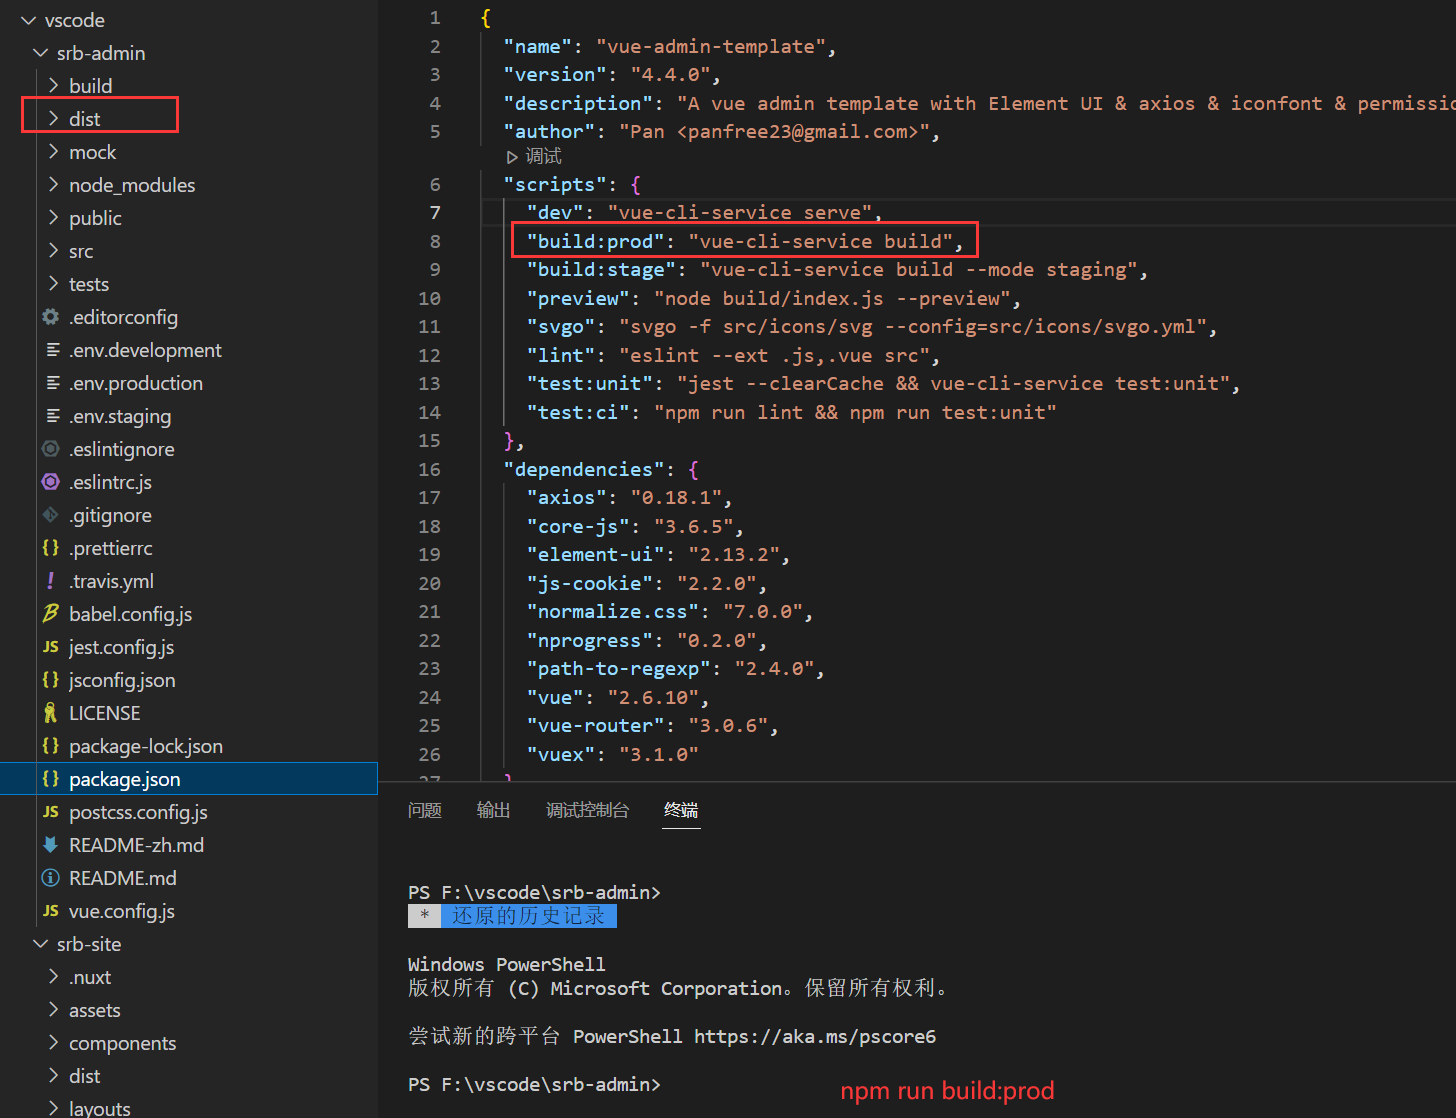 vscode
srb-admin
build
dist
mock
node_modules
public
src
tests
.editorconfig
.env.development
.env.production
.env.staging
.eslintignore
.eslintrc.js
.gitignore
.prettierrc
.travis.yml
babel.config.js
jest.config.js
jsconfig.json
LICENSE
package-lock.json
package.json
postcss.config.js
README-zh.md
README.md
vue.config.js
srb-site
.nuxt
assets
components
dist
layouts
1 {
2 "name": "vue-admin-template",
3 "version": "4.4.0",
4 "description": "A vue admin template with Element UI & axios & iconfont & permissio
5 "author": "Pan <panfree23@gmail.com>",
调试
6 "scripts": {
7 "dev": "vue-cli-service serve",
8 "build:prod": "vue-cli-service build",
9 "build:stage": "vue-cli-service build --mode staging",
10 "preview": "node build/index.js --preview",
11 "svgo": "svgo -f src/icons/svg --config=src/icons/svgo.yml",
12 "lint": "eslint --ext .js,.vue src",
13 "test:unit": "jest --clearCache && vue-cli-service test:unit",
14 "test:ci": "npm run lint && npm run test:unit"
15 },
16 "dependencies": {
17 "axios": "0.18.1",
18 "core-js": "3.6.5",
19 "element-ui": "2.13.2",
20 "js-cookie": "2.2.0",
21 "normalize.css": "7.0.0",
22 "nprogress": "0.2.0",
23 "path-to-regexp": "2.4.0",
24 "vue": "2.6.10",
25 "vue-router": "3.0.6",
26 "vuex": "3.1.0"
27 }
问题 输出 调试控制台 终端
PS F:\vscode\srb-admin>
* 还原的历史记录
Windows PowerShell
版权所有 (C) Microsoft Corporation。保留所有权利。
尝试新的跨平台 PowerShell https://aka.ms/pscore6
PS F:\vscode\srb-admin>
npm run build:prod